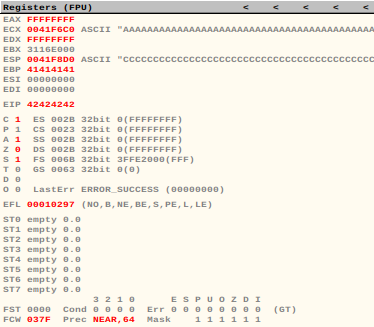 Registers (FPU) < < < < <
EAX FFFFFFFF
ECX 0041F6C0 ASCII "AAAAAAAAAAAAAAAAAAAAAAAAAAAAAAAAAAAAAAAAAA
EDX FFFFFFFF
EBX 3116E000
ESP 0041F8D0 ASCII "CCCCCCCCCCCCCCCCCCCCCCCCCCCCCCCCCCCCCCCCCC
EBP 41414141
ESI 00000000
EDI 00000000
EIP 42424242
C 1 ES 002B 32bit 0(FFFFFFFF)
P 1 CS 0023 32bit 0(FFFFFFFF)
A 1 SS 002B 32bit 0(FFFFFFFF)
Z 0 DS 002B 32bit 0(FFFFFFFF)
S 1 FS 006B 32bit 3FFE2000(FFF)
T 0 GS 0063 32bit 0(0)
D 0
O 0 LastErr ERROR_SUCCESS (00000000)
EFL 00010297 (NO,B,NE,BE,S,PE,L,LE)
ST0 empty 0.0
ST1 empty 0.0
ST2 empty 0.0
ST3 empty 0.0
ST4 empty 0.0
ST5 empty 0.0
ST6 empty 0.0
ST7 empty 0.0
3 2 1 0 E S P U O Z D I
FST 0000 Cond 0 0 0 0 Err 0 0 0 0 0 0 0 0 (GT)
FCW 037F Prec NEAR,64 Mask 1 1 1 1 1 1